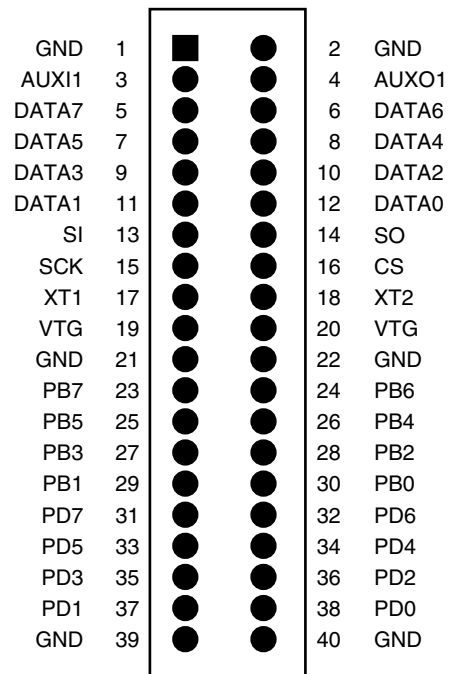 GND 1 2 GND
AUXI1 3 4 AUXO1
DATA7 5 6 DATA6
DATA5 7 8 DATA4
DATA3 9 10 DATA2
DATA1 11 12 DATA0
SI 13 14 SO
SCK 15 16 CS
XT1 17 18 XT2
VTG 19 20 VTG
GND 21 22 GND
PB7 23 24 PB6
PB5 25 26 PB4
PB3 27 28 PB2
PB1 29 30 PB0
PD7 31 32 PD6
PD5 33 34 PD4
PD3 35 36 PD2
PD1 37 38 PD0
GND 39 40 GND